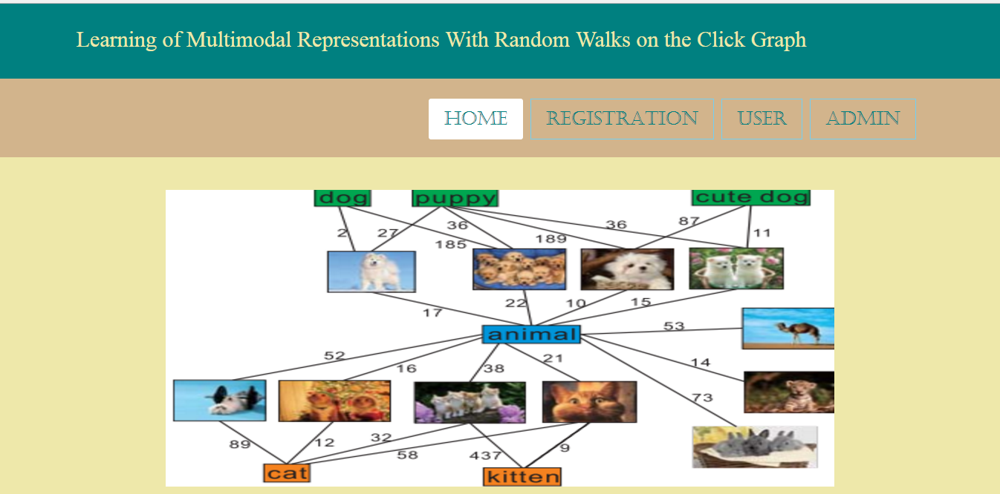 Learning of Multimodal Representations With Random Walks on the Click Graph
HOME REGISTRATION USER ADMIN
dog puppy cute dog
2 27 36 185 189 36 87 11
17 22 10 15
animal
53
52 16 38 21 14
73
89 12 32 58 437 9
cat kitten